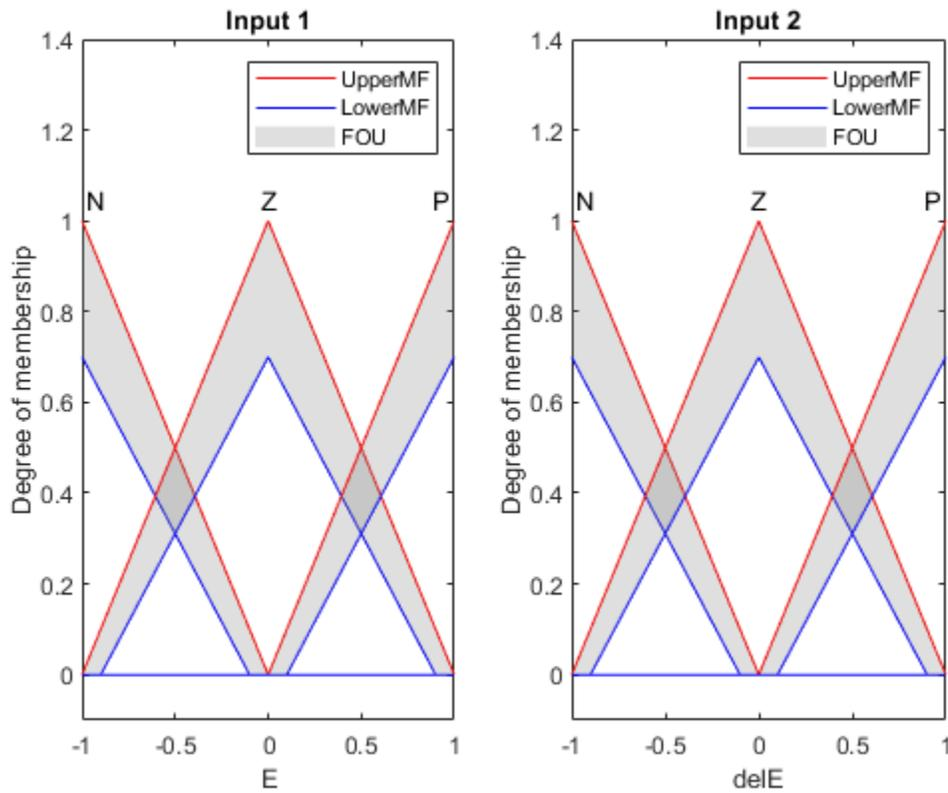 Input 1
1.4
1.2
1
0.8
0.6
0.4
0.2
0
Degree of membership
UpperMF
LowerMF
FOU
N
Z
P
-1
-0.5
0
0.5
1
E
Input 2
1.4
1.2
1
0.8
0.6
0.4
0.2
0
Degree of membership
UpperMF
LowerMF
FOU
N
Z
P
-1
-0.5
0
0.5
1
delE